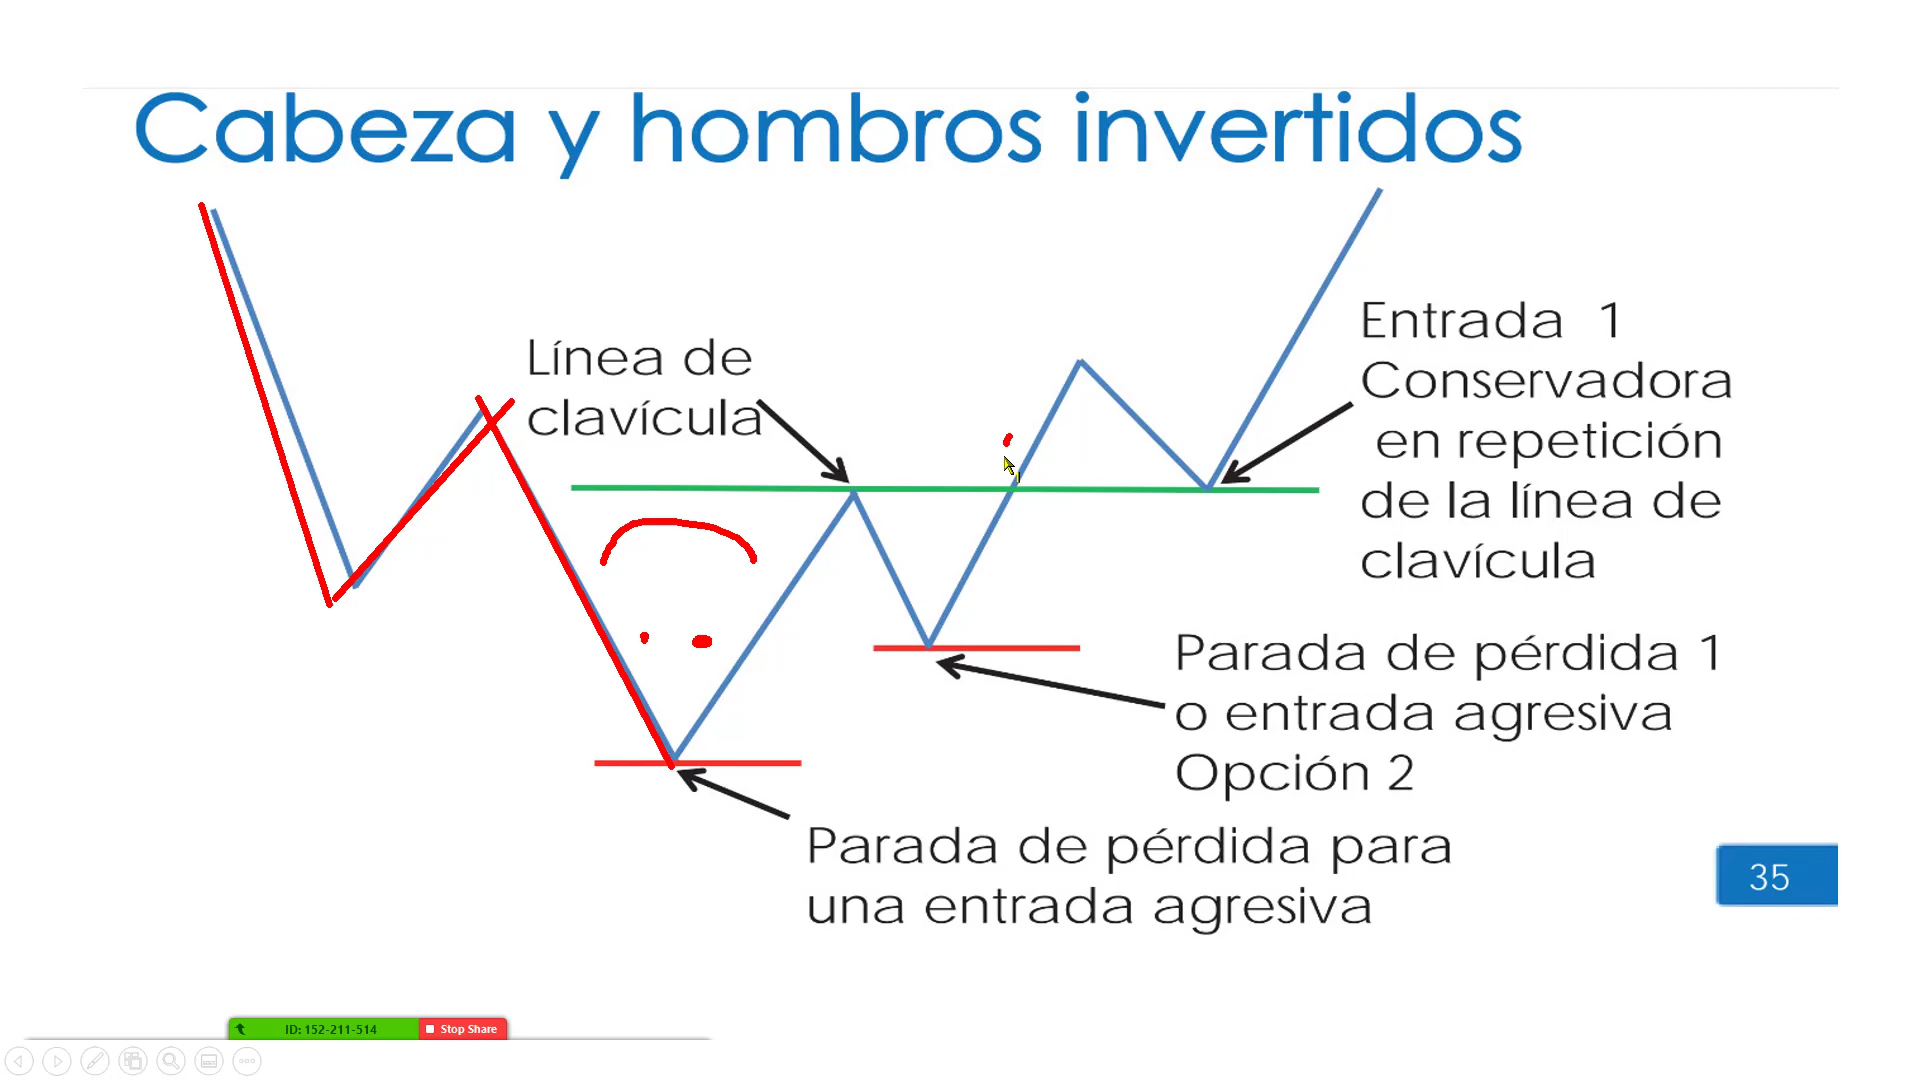 Cabeza y hombros invertidos
Línea de
clavícula
Entrada 1
Conservadora
en repetición
de la línea de
clavícula
Parada de pérdida 1
o entrada agresiva
Opción 2
Parada de pérdida para
una entrada agresiva
35
ID: 152-211-514
Stop Share